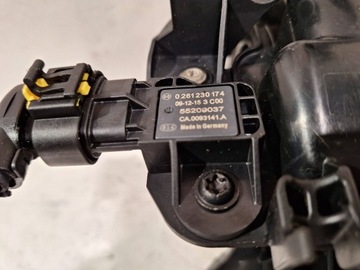 0 261 230 174
09-12-15 3 C00
55209037
CA.0093141.A
Made in Germany